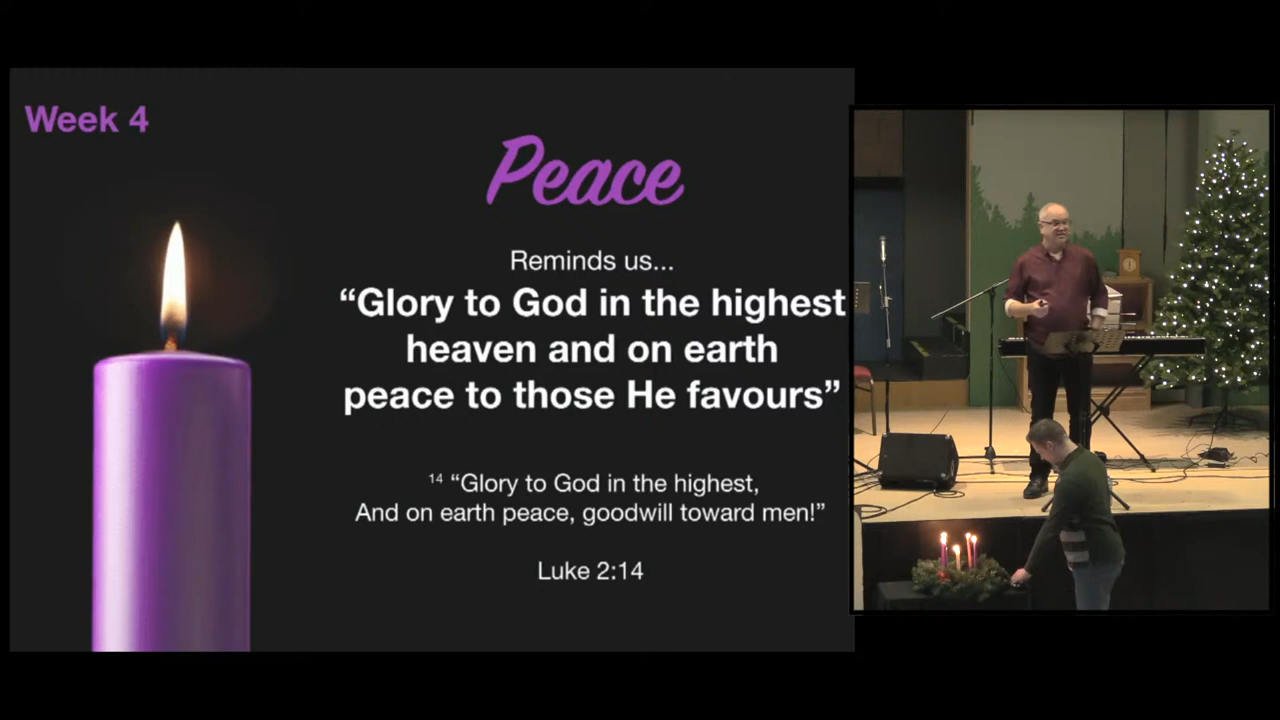 Week 4
Peace
Reminds us...
“Glory to God in the highest
heaven and on earth
peace to those He favours”
14 “Glory to God in the highest,
And on earth peace, goodwill toward men!”
Luke 2:14